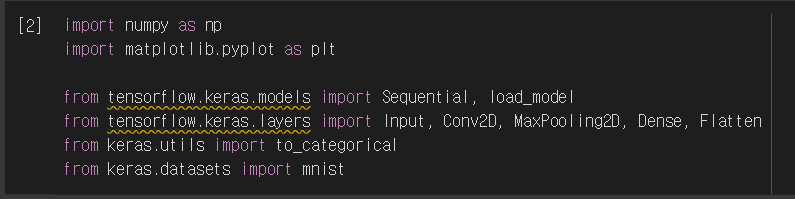 [2] import numpy as np
import matplotlib.pyplot as plt
from tensorflow.keras.models import Sequential, load_model
from tensorflow.keras.layers import Input, Conv2D, MaxPooling2D, Dense, Flatten
from keras.utils import to_categorical
from keras.datasets import mnist